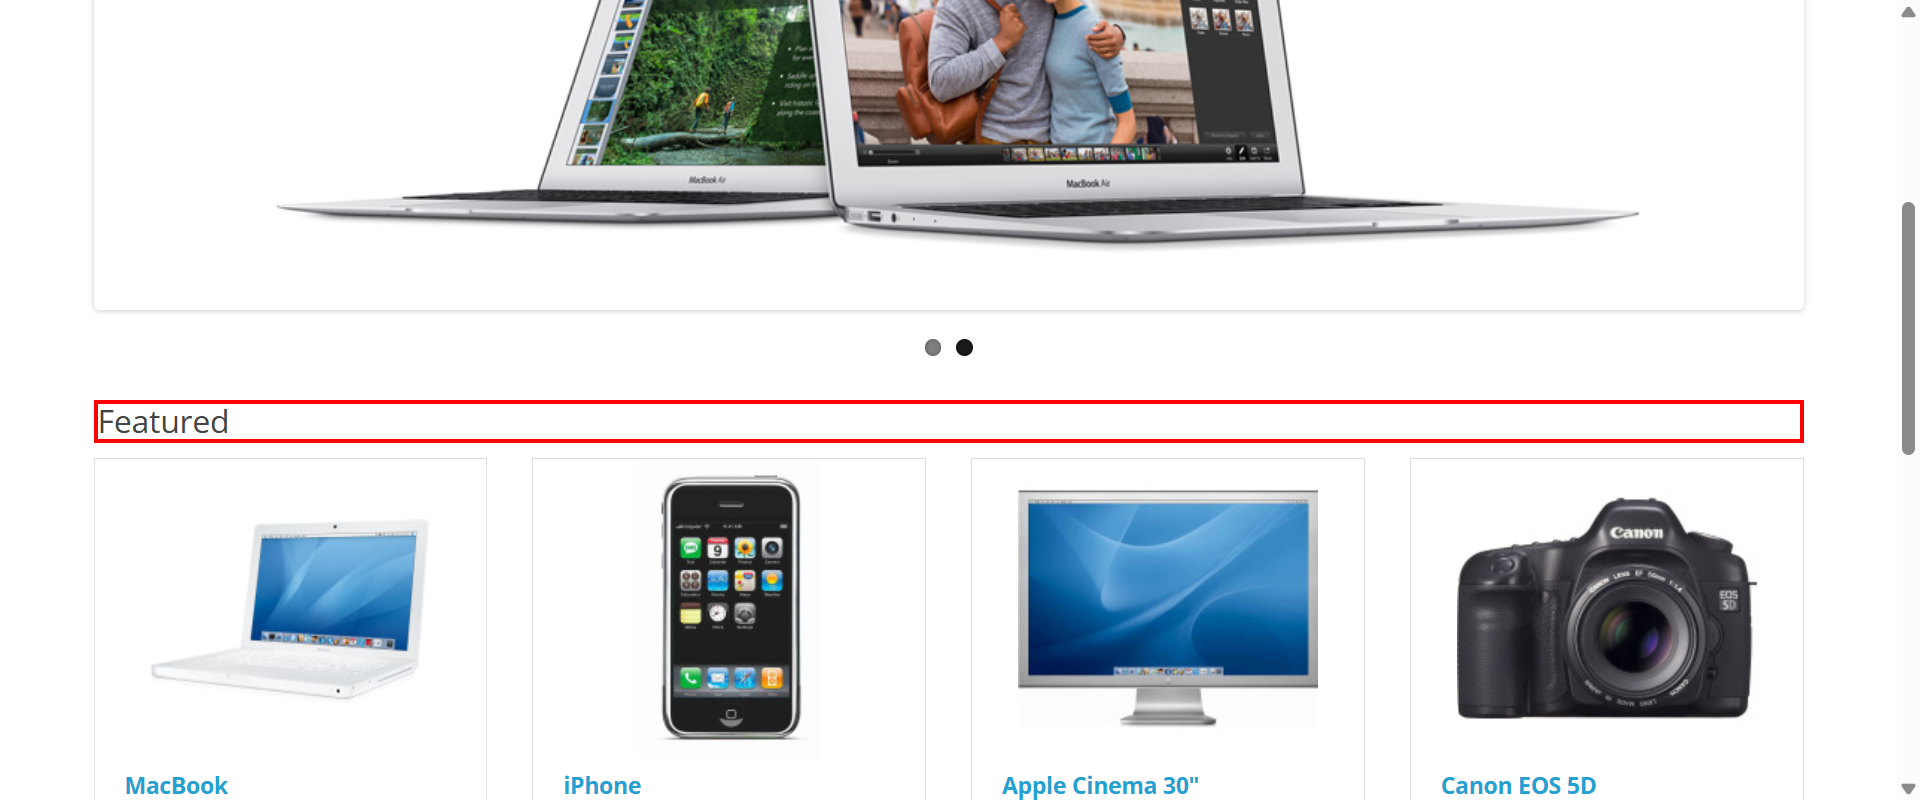 MacBook Air
MacBook Air
Featured
Canon
EOS
5D
MacBook
iPhone
Apple Cinema 30"
Canon EOS 5D